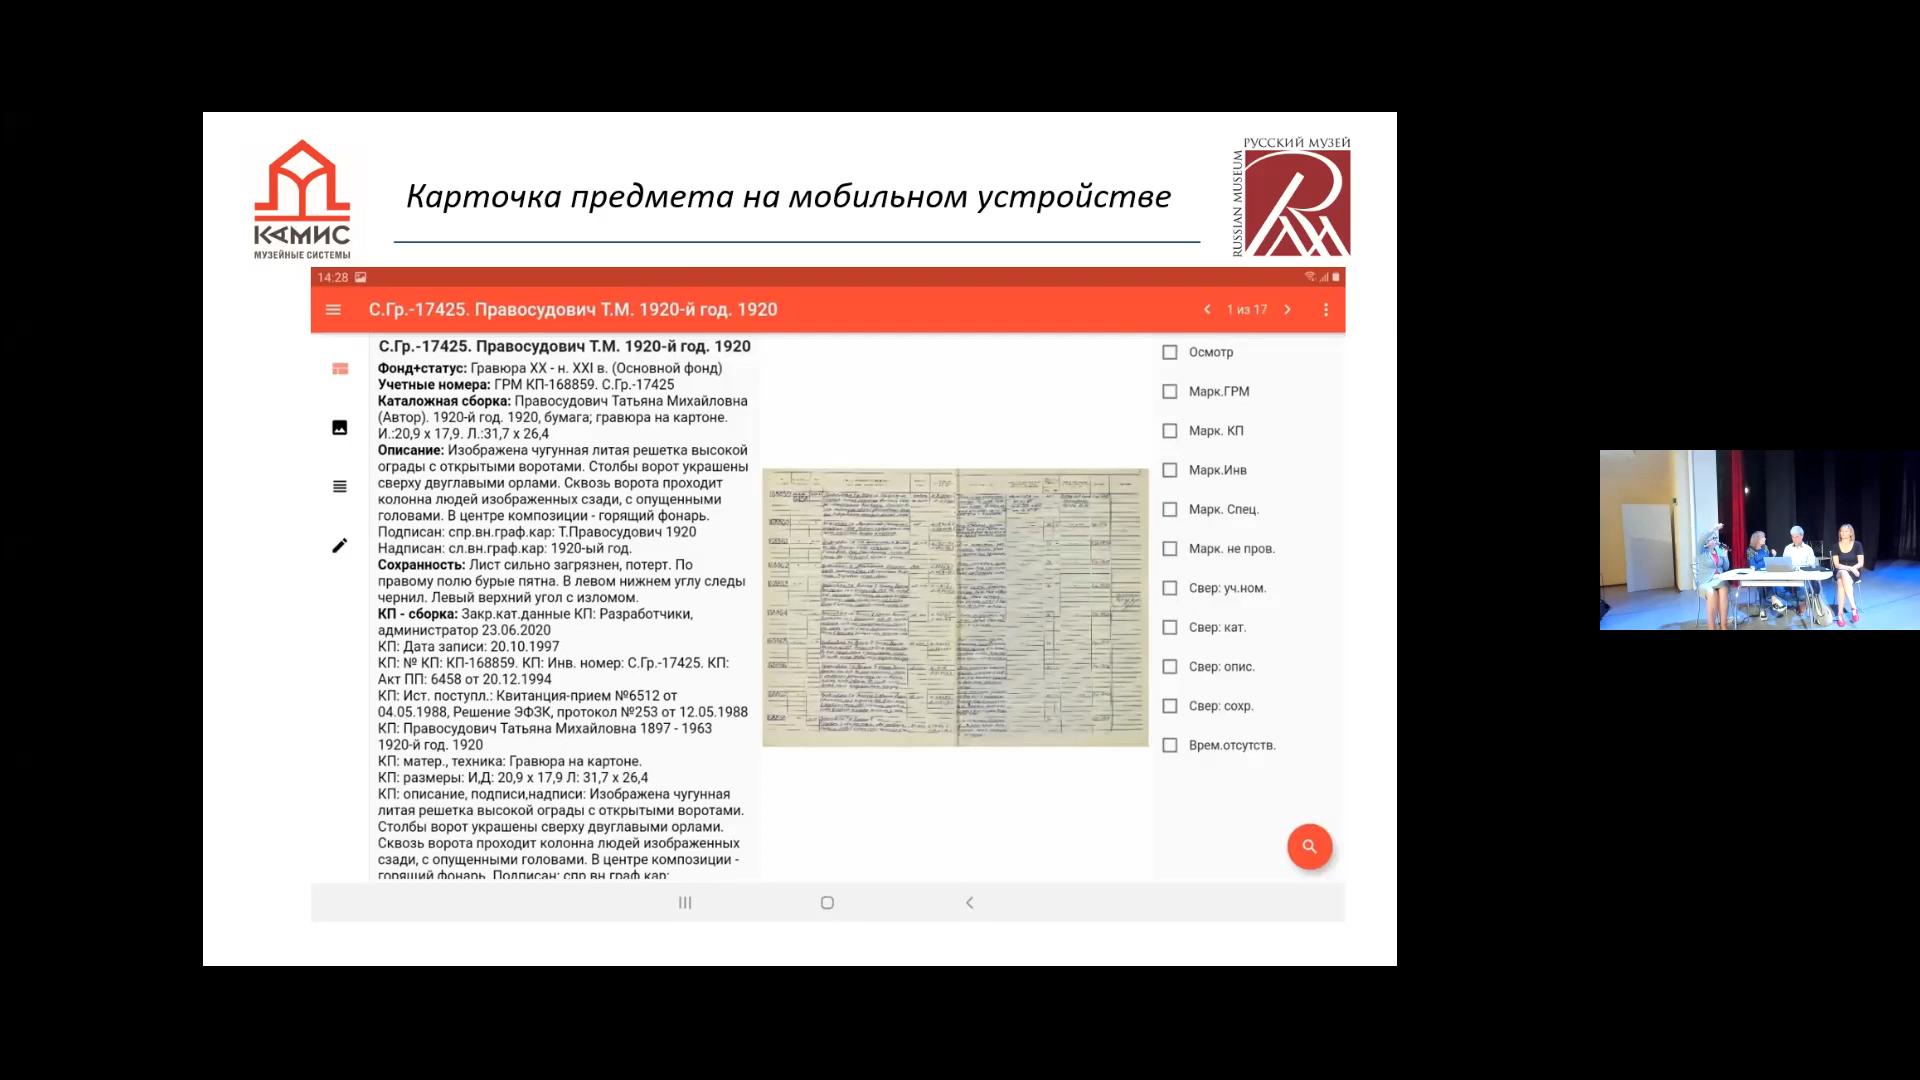 КАМИС
МУЗЕЙНЫЕ СИСТЕМЫ
Карточка предмета на мобильном устройстве
РУССКИЙ МУЗЕЙ
RUSSIAN MUSEUM
14:28
С.Гр.-17425. Правосудович Т.М. 1920-й год. 1920
1 из 17
С.Гр.-17425. Правосудович Т.М. 1920-й год. 1920
Фонд+статус: Гравюра XX - н. XXI в. (Основной фонд)
Учетные номера: ГРМ КП-168859. С.Гр.-17425
Каталожная сборка: Правосудович Татьяна Михайловна
(Автор). 1920-й год. 1920, бумага; гравюра на картоне.
И.:20,9 х 17,9. Л.:31,7 х 26,4
Описание: Изображена чугунная литая решетка высокой
ограды с открытыми воротами. Столбы ворот украшены
сверху двуглавыми орлами. Сквозь ворота проходит
колонна людей изображенных сзади, с опущенными
головами. В центре композиции - горящий фонарь.
Подписан: спр.вн.граф.кар: Т.Правосудович 1920
Надписан: сл.вн.граф.кар: 1920-ый год.
Сохранность: Лист сильно загрязнен, потерт. По
правому полю бурые пятна. В левом нижнем углу следы
чернил. Левый верхний угол с изломом.
КП - сборка: Закр.кат.данные КП: Разработчики,
администратор 23.06.2020
КП: Дата записи: 20.10.1997
КП: № КП: КП-168859. КП: Инв. номер: С.Гр.-17425. КП:
Акт ПП: 6458 от 20.12.1994
КП: Ист. поступл.: Квитанция-прием №6512 от
04.05.1988, Решение ЭФЗК, протокол №253 от 12.05.1988
КП: Правосудович Татьяна Михайловна 1897 - 1963
1920-й год. 1920
КП: матер., техника: Гравюра на картоне.
КП: размеры: И,Д: 20,9 х 17,9 Л: 31,7 х 26,4
КП: описание, подписи,надписи: Изображена чугунная
литая решетка высокой ограды с открытыми воротами.
Столбы ворот украшены сверху двуглавыми орлами.
Сквозь ворота проходит колонна людей изображенных
сзади, с опущенными головами. В центре композиции -
горящий фонарь. Подписан: спр.вн.граф.кар:
Осмотр
Марк.ГРМ
Марк. КП
Марк.Инв
Марк. Спец.
Марк. не пров.
Свер: уч.ном.
Свер: кат.
Свер: опис.
Свер: сохр.
Врем.отсутств.